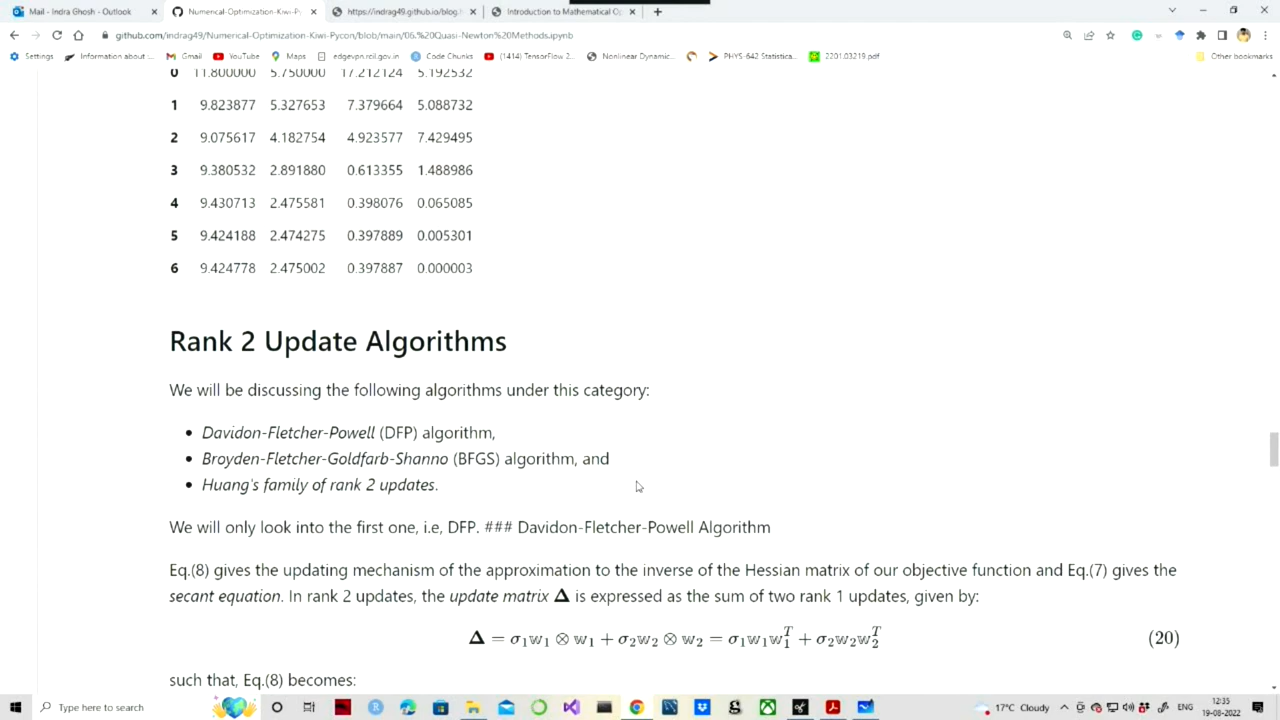 Mail - Indra Ghosh - Outlook
Numerical-Optimization-Kiwi-P
https://indrag49.github.io/blog.
Introduction to Mathematical Op
github.com/indrag49/Numerical-Optimization-Kiwi-Pycon/blob/main/06.%20Quasi-Newton%20Methods.ipynb
Settings Information about ... Gmail YouTube Maps edgevpn.rcil.gov.in Code Chunks (1414) TensorFlow 2... Nonlinear Dynamic... PHYS-642 Statistica... 2201.03219.pdf Other bookmarks
0 11.800000 5.750000 17.212124 5.192532
1 9.823877 5.327653 7.379664 5.088732
2 9.075617 4.182754 4.923577 7.429495
3 9.380532 2.891880 0.613355 1.488986
4 9.430713 2.475581 0.398076 0.065085
5 9.424188 2.474275 0.397889 0.005301
6 9.424778 2.475002 0.397887 0.000003
Rank 2 Update Algorithms
We will be discussing the following algorithms under this category:
• Davidon-Fletcher-Powell (DFP) algorithm,
• Broyden-Fletcher-Goldfarb-Shanno (BFGS) algorithm, and
• Huang's family of rank 2 updates.
We will only look into the first one, i.e, DFP. ### Davidon-Fletcher-Powell Algorithm
Eq.(8) gives the updating mechanism of the approximation to the inverse of the Hessian matrix of our objective function and Eq.(7) gives the
secant equation. In rank 2 updates, the update matrix Δ is expressed as the sum of two rank 1 updates, given by:
Δ = σ₁𝕨₁ ⊗ 𝕨₁ + σ₂𝕨₂ ⊗ 𝕨₂ = σ₁𝕨₁𝕨₁ᵀ + σ₂𝕨₂𝕨₂ᵀ (20)
such that, Eq.(8) becomes:
Type here to search
17°C Cloudy
ENG
12:35
19-08-2022